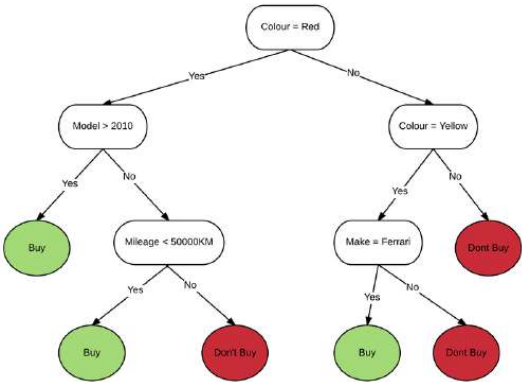 Colour = Red
Yes
No
Model > 2010
Colour = Yellow
Yes
No
Yes
No
Buy
Mileage < 50000KM
Make = Ferrari
Dont Buy
Yes
No
Yes
No
Buy
Don't Buy
Buy
Dont Buy